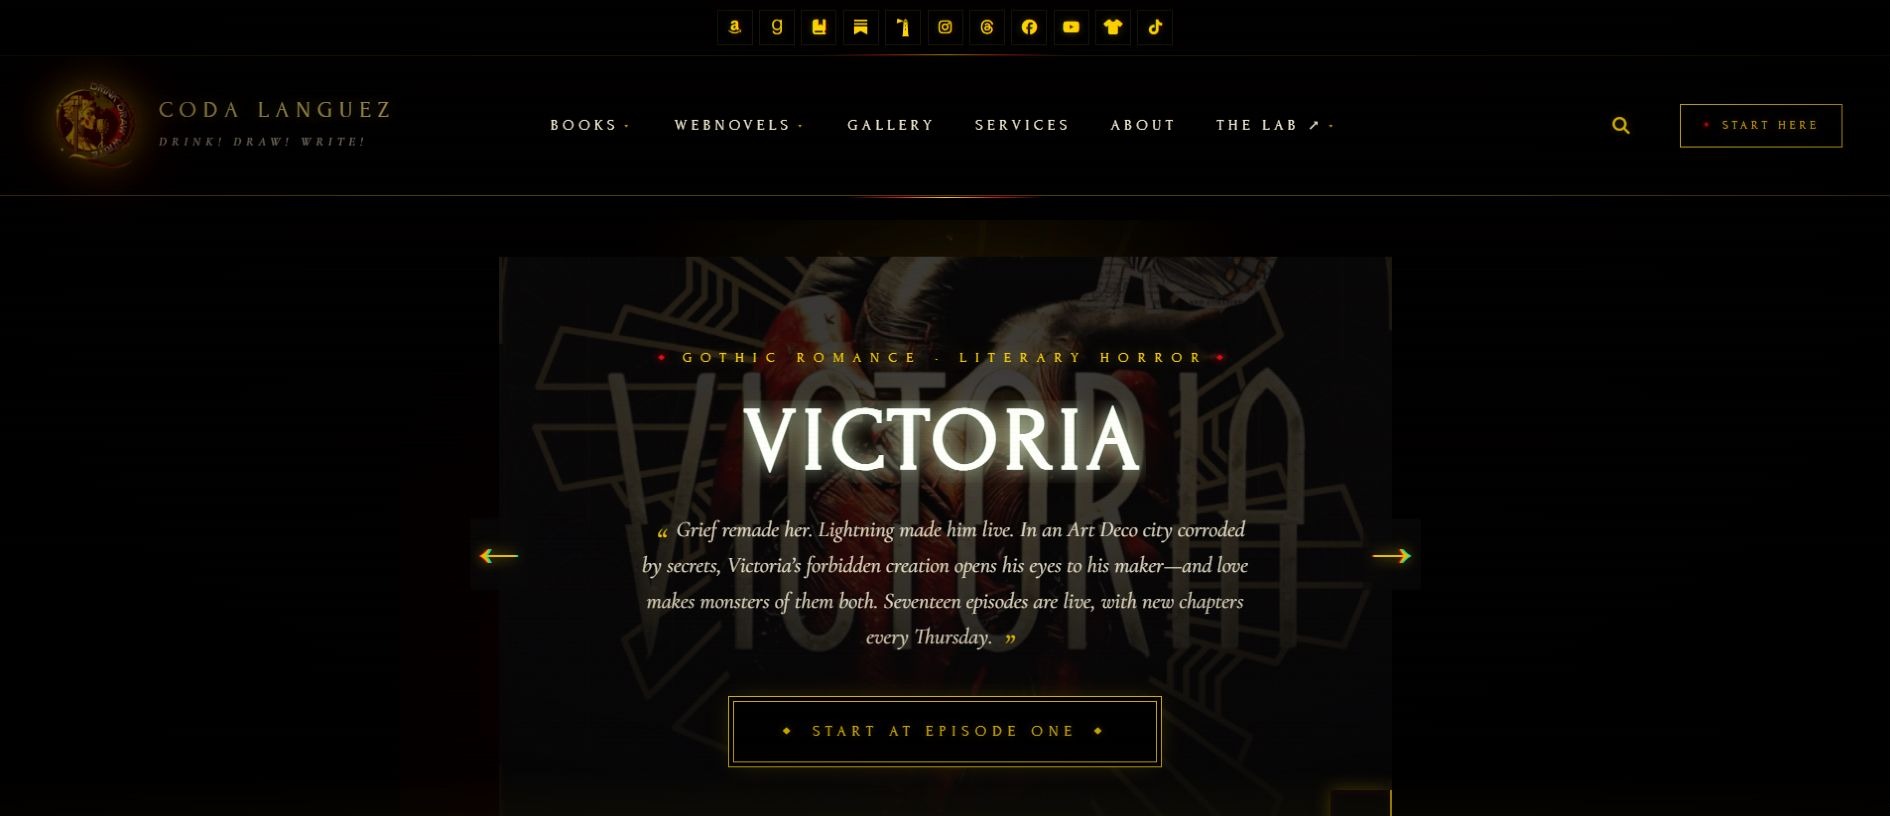 CODA LANGUEZ
DRINK! DRAW! WRITE!
BOOKS WEBNOVELS GALLERY SERVICES ABOUT THE LAB ↗
START HERE
GOTHIC ROMANCE · LITERARY HORROR
VICTORIA
VICTORIA
“ Grief remade her. Lightning made him live. In an Art Deco city corroded
by secrets, Victoria’s forbidden creation opens his eyes to his maker—and love
makes monsters of them both. Seventeen episodes are live, with new chapters
every Thursday. ”
START AT EPISODE ONE